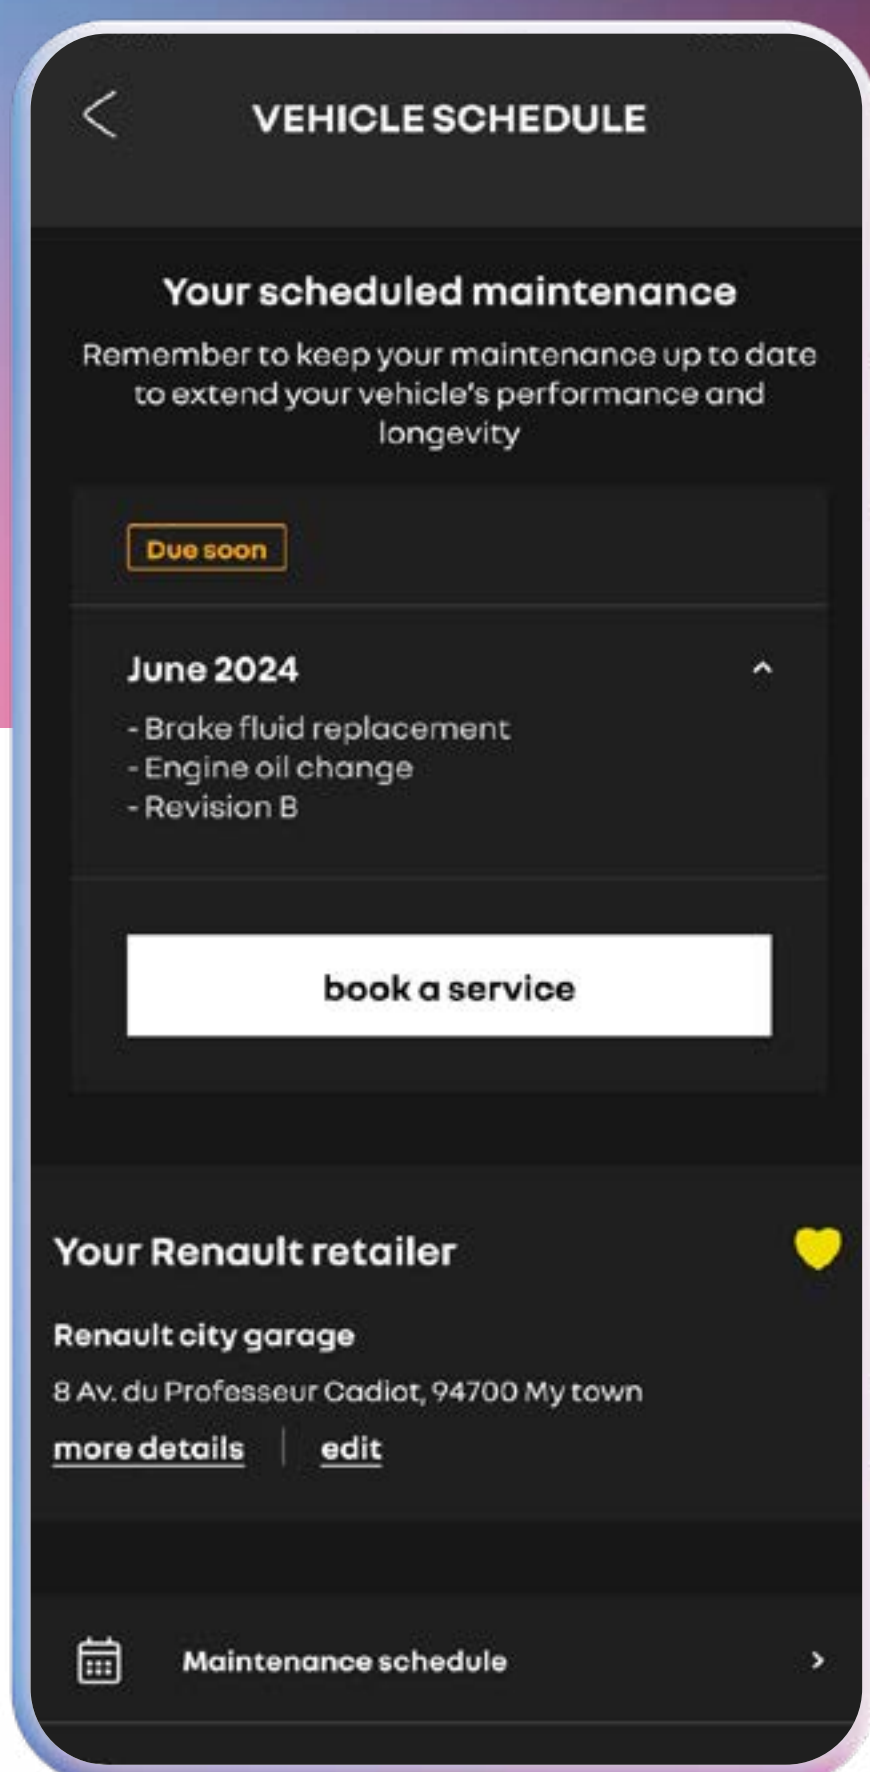 VEHICLE SCHEDULE
Your scheduled maintenance
Remember to keep your maintenance up to date
to extend your vehicle's performance and
longevity
Due soon
June 2024
- Brake fluid replacement
- Engine oil change
- Revision B
book a service
Your Renault retailer
Renault city garage
8 Av. du Professeur Cadiot, 94700 My town
more details | edit
Maintenance schedule